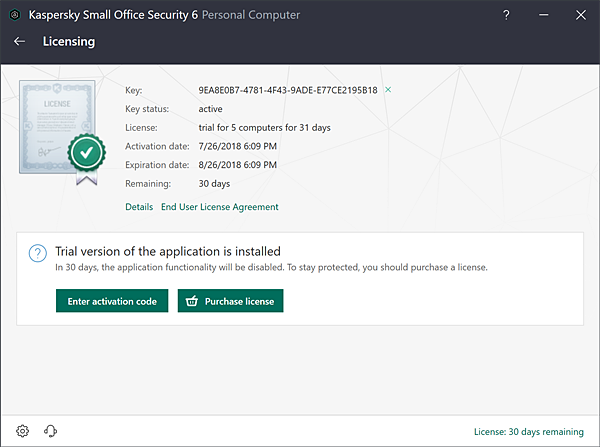 Kaspersky Small Office Security 6 Personal Computer
?
Licensing
LICENSE
Key: 9EA8E0B7-4781-4F43-9ADE-E77CE2195B18
Key status: active
License: trial for 5 computers for 31 days
Activation date: 7/26/2018 6:09 PM
Expiration date: 8/26/2018 6:09 PM
Remaining: 30 days
Details End User License Agreement
? Trial version of the application is installed
In 30 days, the application functionality will be disabled. To stay protected, you should purchase a license.
Enter activation code Purchase license
License: 30 days remaining